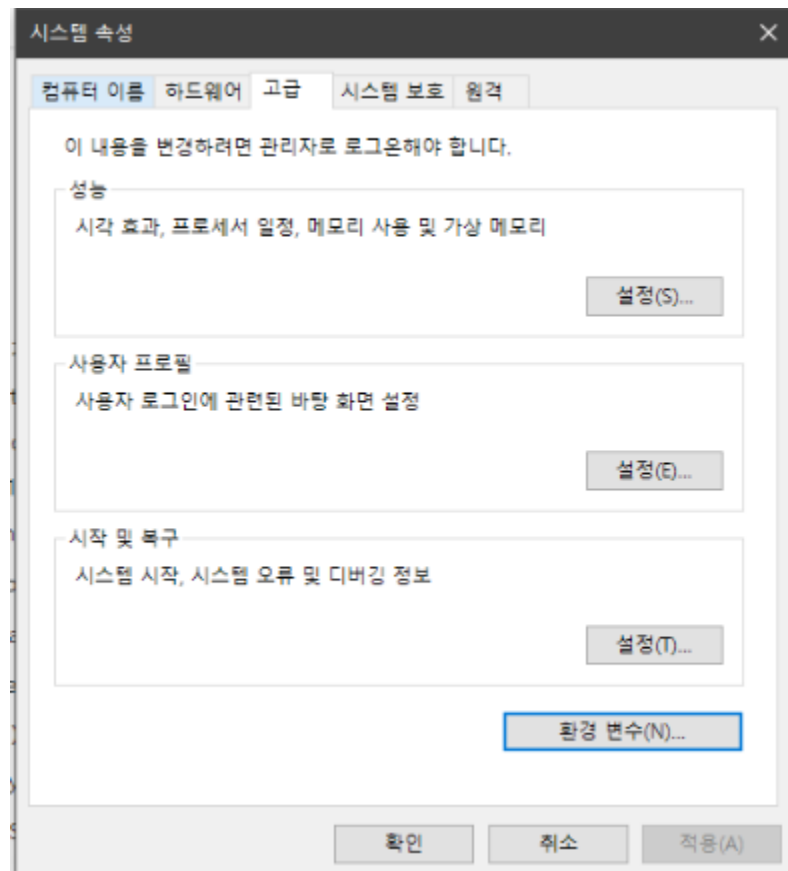 시스템 속성
컴퓨터 이름 하드웨어 고급 시스템 보호 원격
이 내용을 변경하려면 관리자로 로그온해야 합니다.
성능
시각 효과, 프로세서 일정, 메모리 사용 및 가상 메모리
설정(S)...
사용자 프로필
사용자 로그인에 관련된 바탕 화면 설정
설정(E)...
시작 및 복구
시스템 시작, 시스템 오류 및 디버깅 정보
설정(T)...
환경 변수(N)...
확인 취소 적용(A)